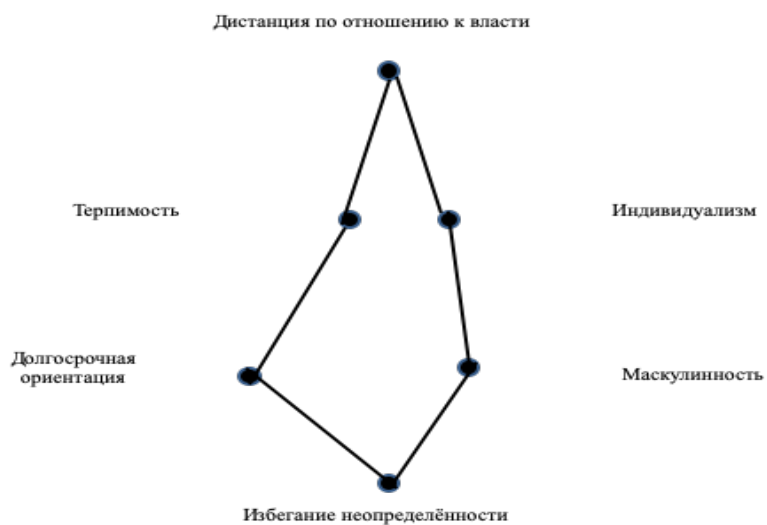 Дистанция по отношению к власти
Терпимость
Индивидуализм
Долгосрочная
ориентация
Маскулинность
Избегание неопределённости